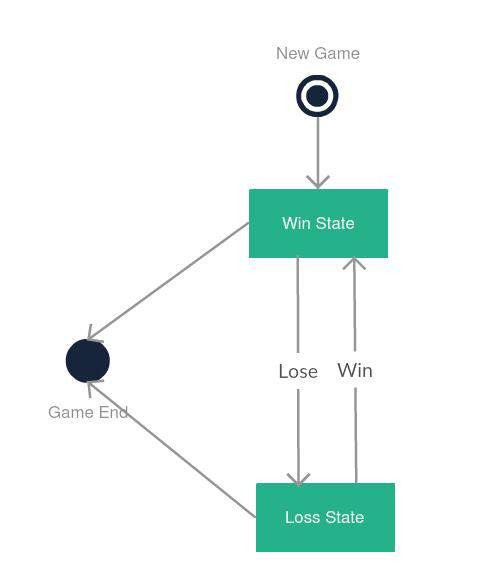 New Game
Win State
Lose
Win
Game End
Loss State